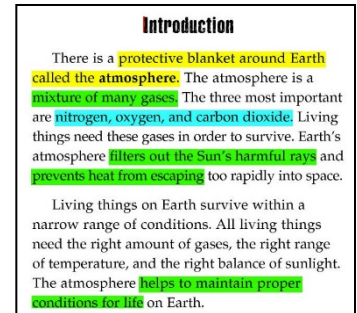 Introduction
There is a protective blanket around Earth
called the atmosphere. The atmosphere is a
mixture of many gases. The three most important
are nitrogen, oxygen, and carbon dioxide. Living
things need these gases in order to survive. Earth's
atmosphere filters out the Sun's harmful rays and
prevents heat from escaping too rapidly into space.
Living things on Earth survive within a
narrow range of conditions. All living things
need the right amount of gases, the right range
of temperature, and the right balance of sunlight.
The atmosphere helps to maintain proper
conditions for life on Earth.